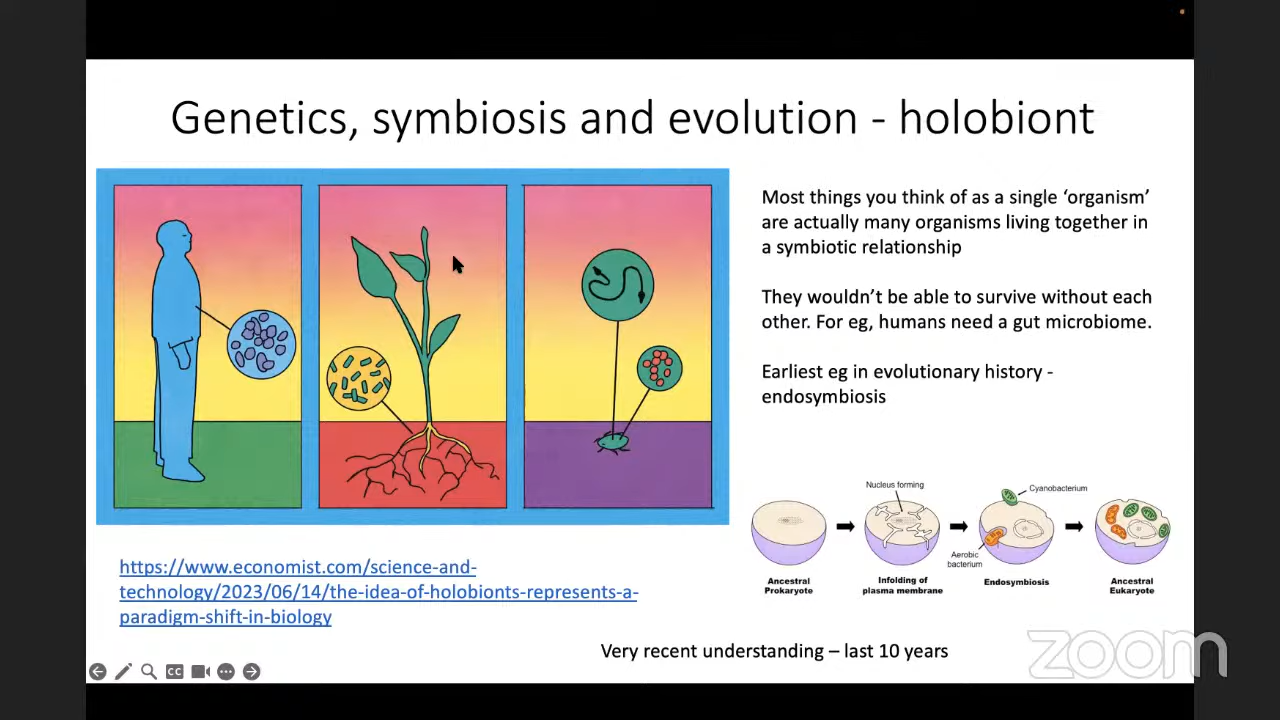 Genetics, symbiosis and evolution - holobiont
Most things you think of as a single ‘organism’
are actually many organisms living together in
a symbiotic relationship
They wouldn’t be able to survive without each
other. For eg, humans need a gut microbiome.
Earliest eg in evolutionary history -
endosymbiosis
Nucleus forming
Cyanobacterium
Aerobic
bacterium
Ancestral
Prokaryote
Infolding of
plasma membrane
Endosymbiosis
Ancestral
Eukaryote
https://www.economist.com/science-and-
technology/2023/06/14/the-idea-of-holobionts-represents-a-
paradigm-shift-in-biology
Very recent understanding – last 10 years
CC
zoom